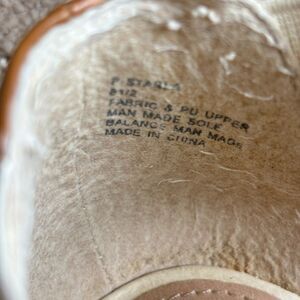 P-STARLA
8 1/2
FABRIC & PU UPPER
MAN MADE SOLE
BALANCE MAN MADE
MADE IN CHINA